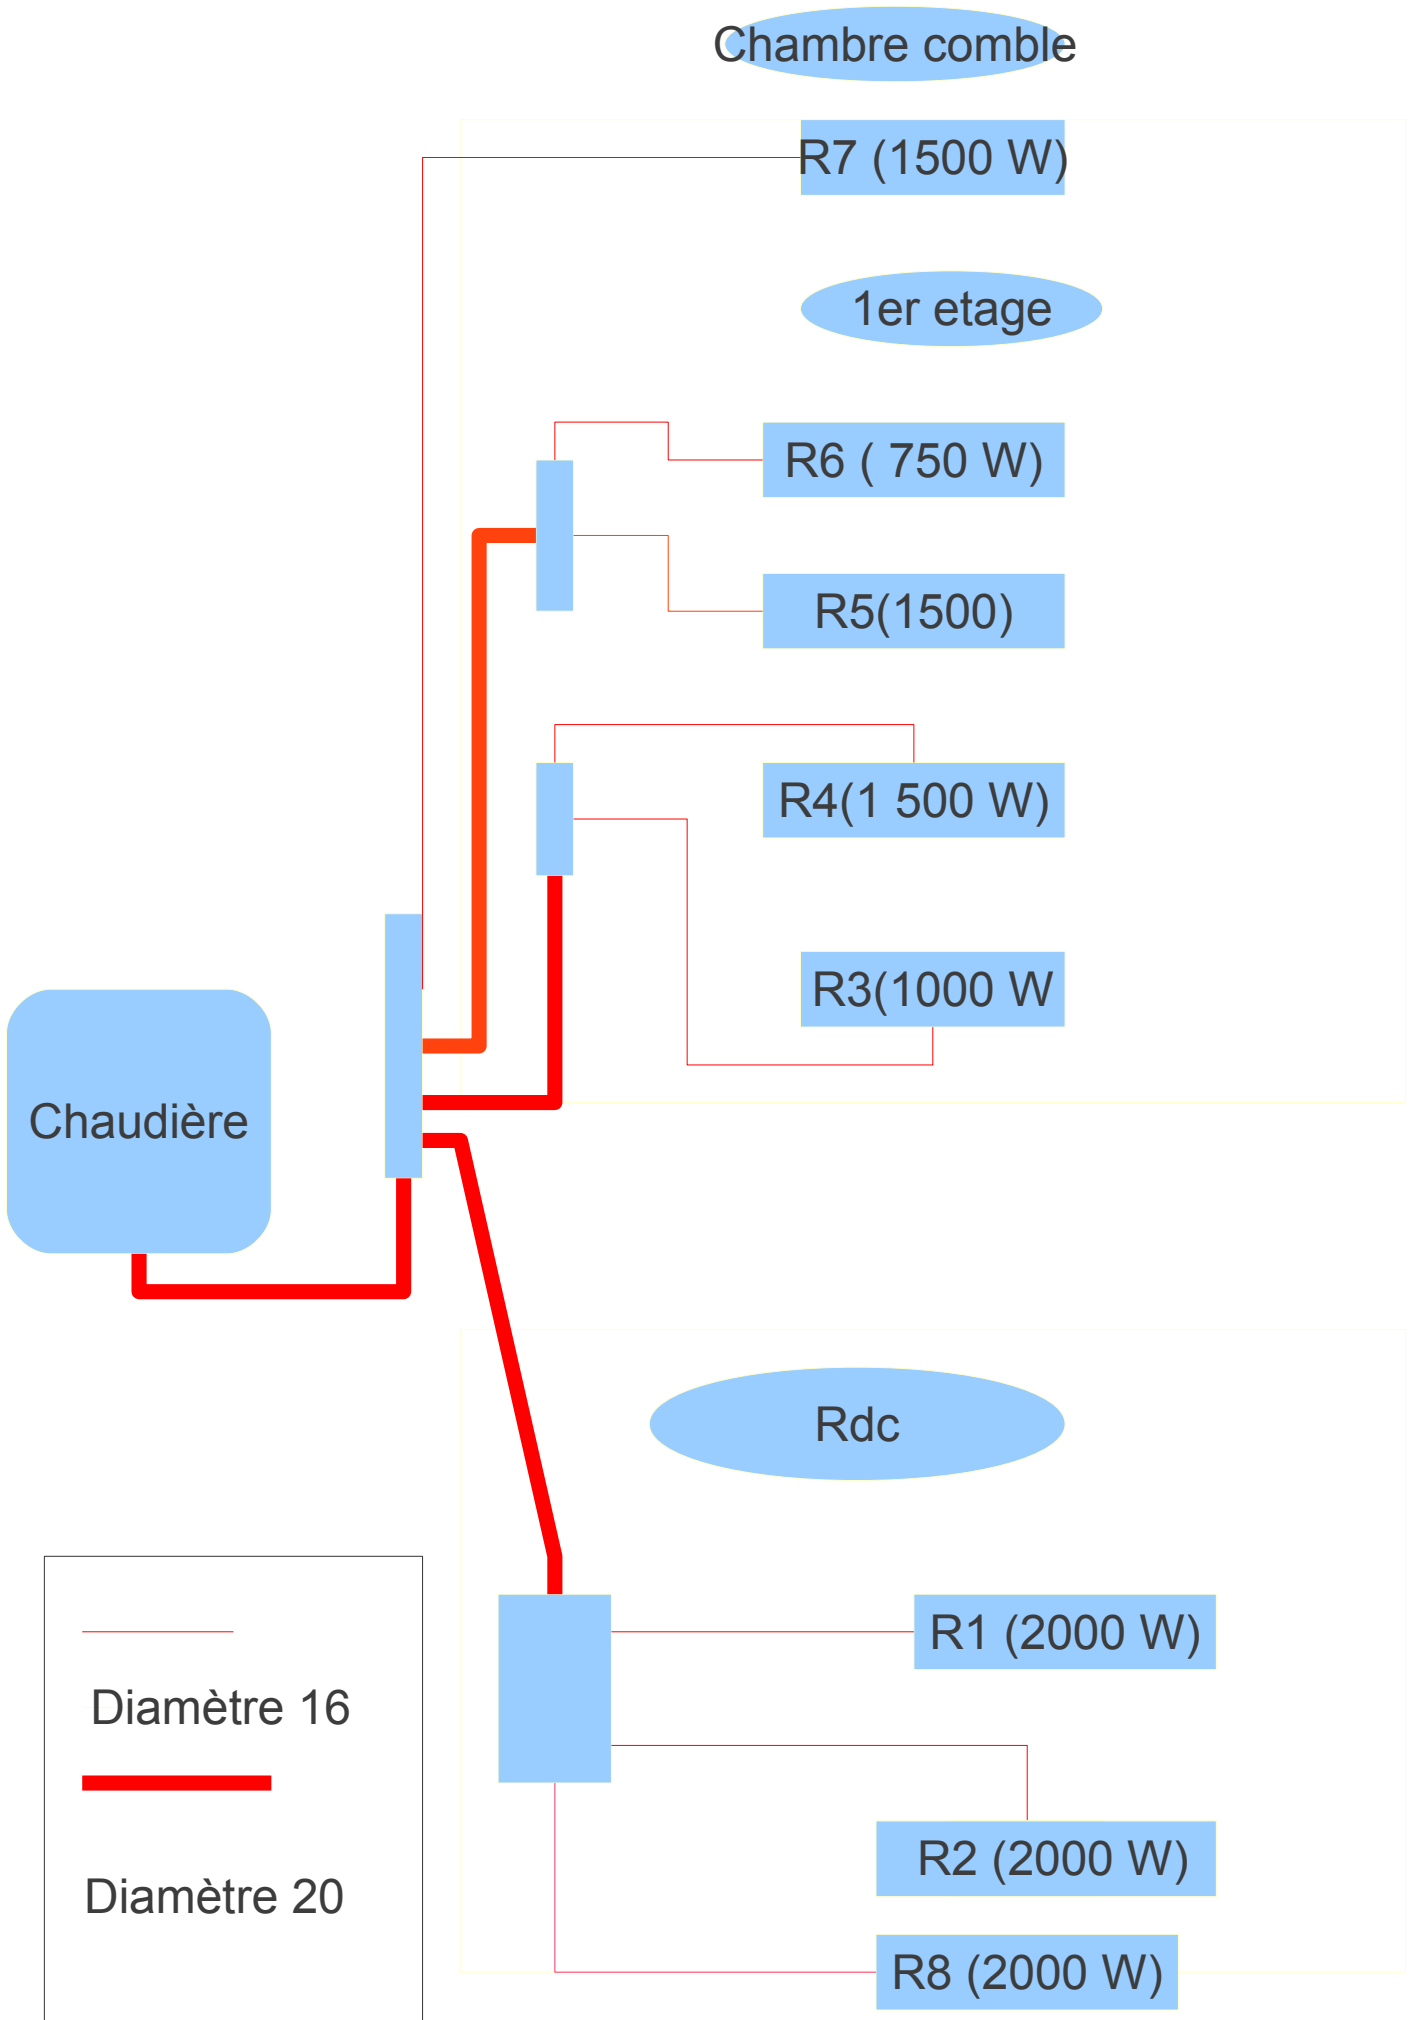 Chambre comble
R7 (1500 W)
1er etage
R6 ( 750 W)
R5(1500)
R4(1 500 W)
R3(1000 W
Chaudière
Rdc
R1 (2000 W)
Diamètre 16
R2 (2000 W)
Diamètre 20
R8 (2000 W)